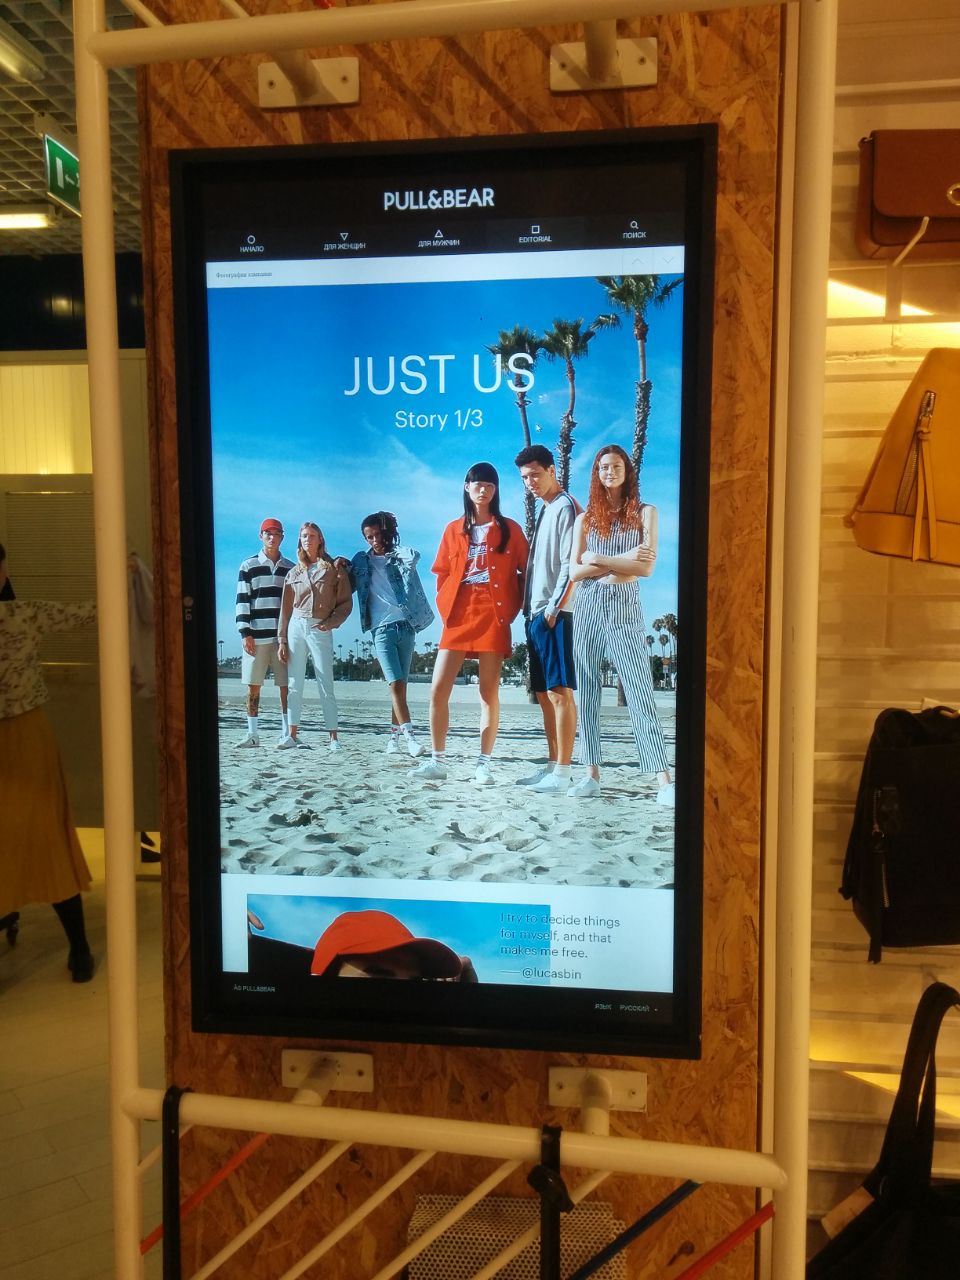 PULL&BEAR
НАЧАЛО
ДЛЯ ЖЕНЩИН
ДЛЯ МУЖЧИН
EDITORIAL
ПОИСК
Фотографии кампании
JUST US
Story 1/3
I try to decide things
for myself, and that
makes me free.
—— @lucasbin
Â© PULL&BEAR
ЯЗЫК РУССКИЙ
LG